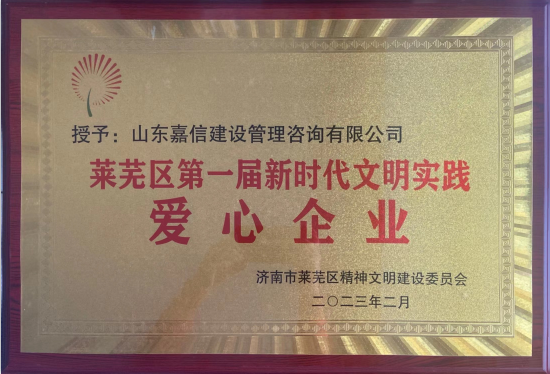 授予：山东嘉信建设管理咨询有限公司
莱芜区第一届新时代文明实践
爱心企业
济南市莱芜区精神文明建设委员会
二〇二三年二月